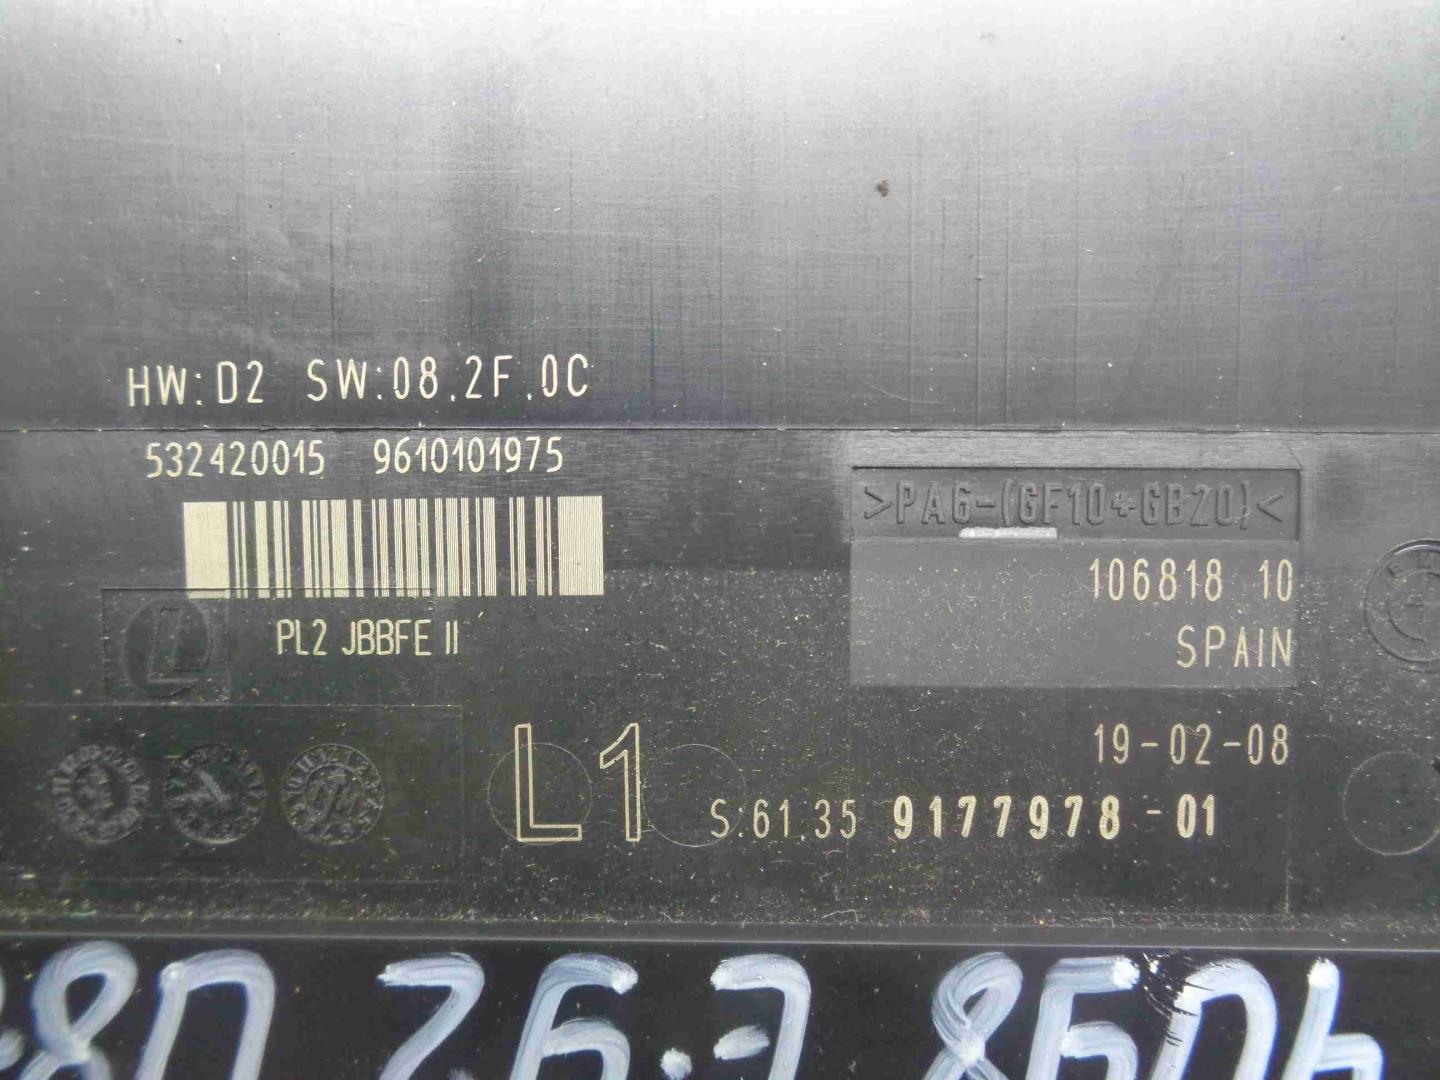 HW:D2 SW:08.2F.0C
532420015 9610101975
>PA6-(GF10+GB20)<
106818 10
PL2 JBBFE II
SPAIN
19-02-08
L1
S:61.35 9177978-01